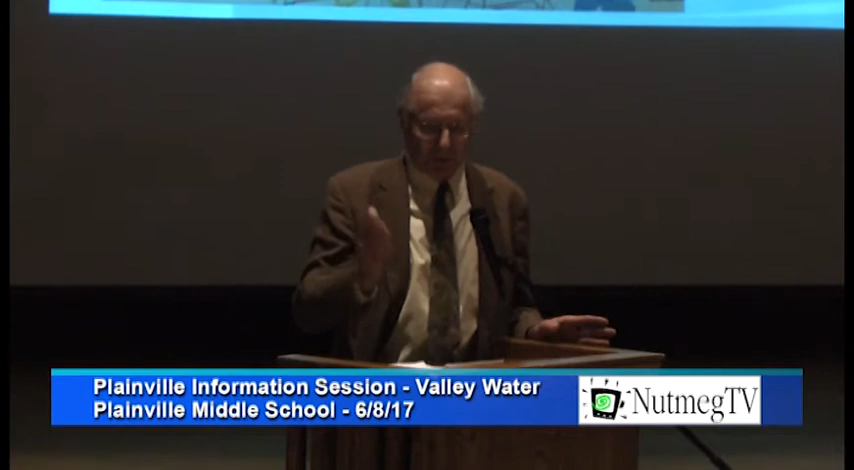 Plainville Information Session - Valley Water
Plainville Middle School - 6/8/17
NutmegTV